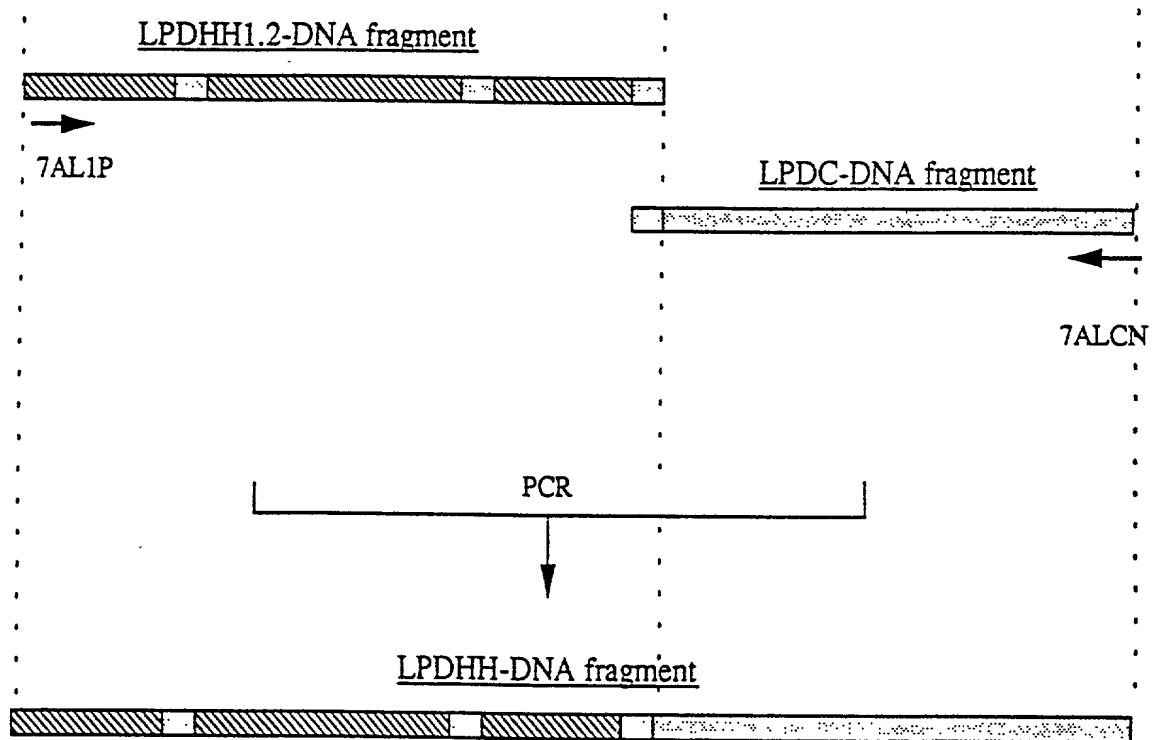 LPDHH1.2-DNA fragment
7AL1P
LPDC-DNA fragment
7ALCN
PCR
LPDHH-DNA fragment